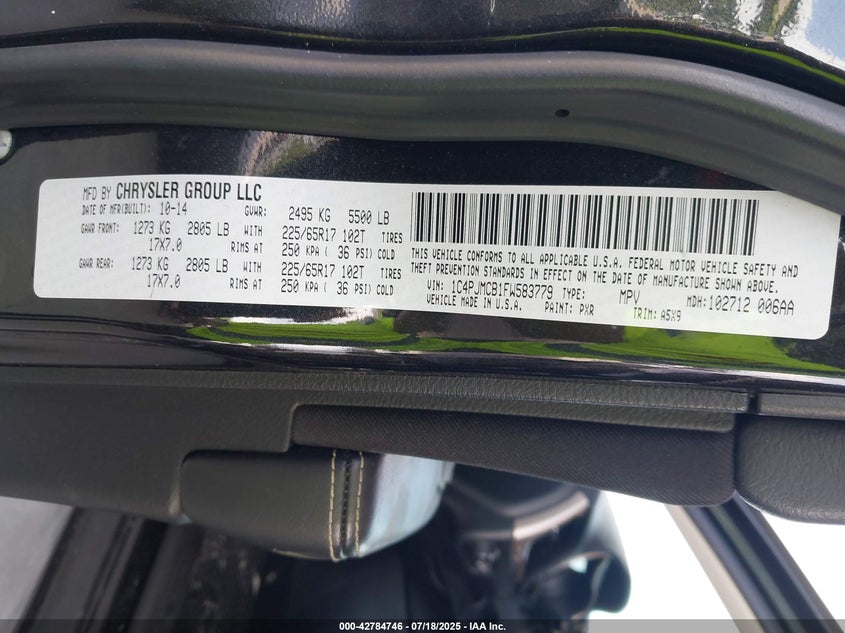 MFD BY CHRYSLER GROUP LLC
DATE OF MFR(BUILT): 10-14 GVWR: 2495 KG 5500 LB
GAWR FRONT: 1273 KG 2805 LB WITH 225/65R17 102T TIRES
17X7.0 RIMS AT 250 KPA ( 36 PSI) COLD
GAWR REAR: 1273 KG 2805 LB WITH 225/65R17 102T TIRES
17X7.0 RIMS AT 250 KPA ( 36 PSI) COLD
THIS VEHICLE CONFORMS TO ALL APPLICABLE U.S.A. FEDERAL MOTOR VEHICLE SAFETY AND
THEFT PREVENTION STANDARDS IN EFFECT ON THE DATE OF MANUFACTURE SHOWN ABOVE.
VIN: 1C4PJMCB1FW583779 TYPE: MPV MDH: 102712 006AA
VEHICLE MADE IN U.S.A. PAINT: PXR TRIM: A5X9
000-42784746 - 07/18/2025 - IAA Inc.